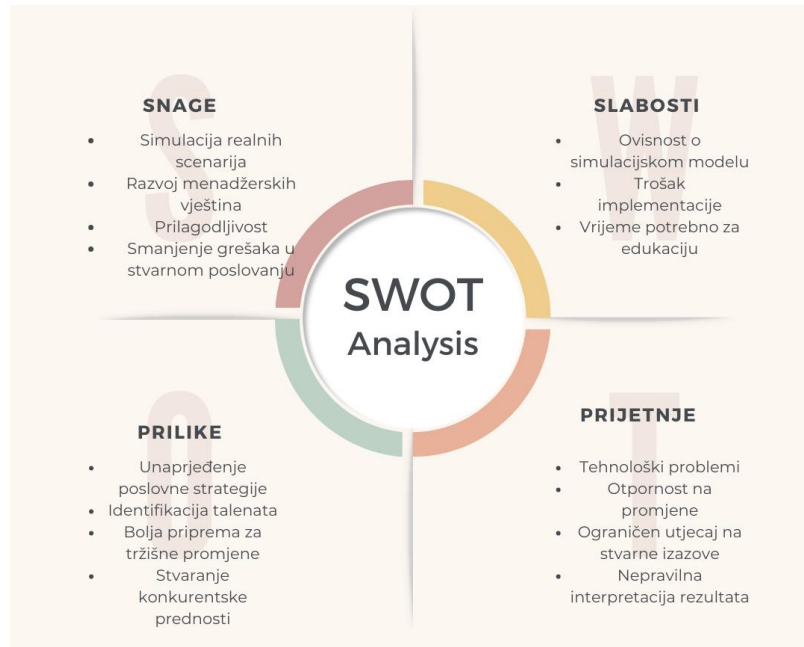 S
SNAGE
• Simulacija realnih
scenarija
• Razvoj menadžerskih
vještina
• Prilagodljivost
• Smanjenje grešaka u
stvarnom poslovanju
W
SLABOSTI
• Ovisnost o
simulacijskom modelu
• Trošak
implementacije
• Vrijeme potrebno za
edukaciju
SWOT
Analysis
O
PRILIKE
• Unaprjeđenje
poslovne strategije
• Identifikacija talenata
• Bolja priprema za
tržišne promjene
• Stvaranje
konkurentske
prednosti
T
PRIJETNJE
• Tehnološki problemi
• Otpornost na
promjene
• Ograničen utjecaj na
stvarne izazove
• Nepravilna
interpretacija rezultata